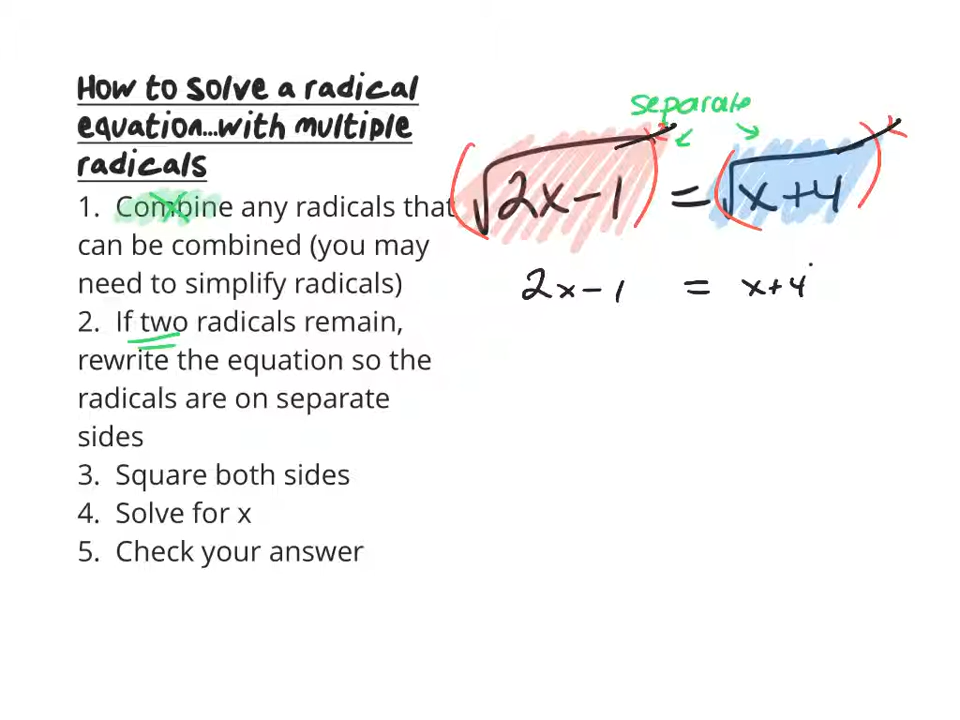 How to solve a radical
equation...with multiple
radicals
1. Combine any radicals that
can be combined (you may
need to simplify radicals)
2. If two radicals remain,
rewrite the equation so the
radicals are on separate
sides
3. Square both sides
4. Solve for x
5. Check your answer
separate
(√2x-1) = (√x+4)
2x-1 = x+4